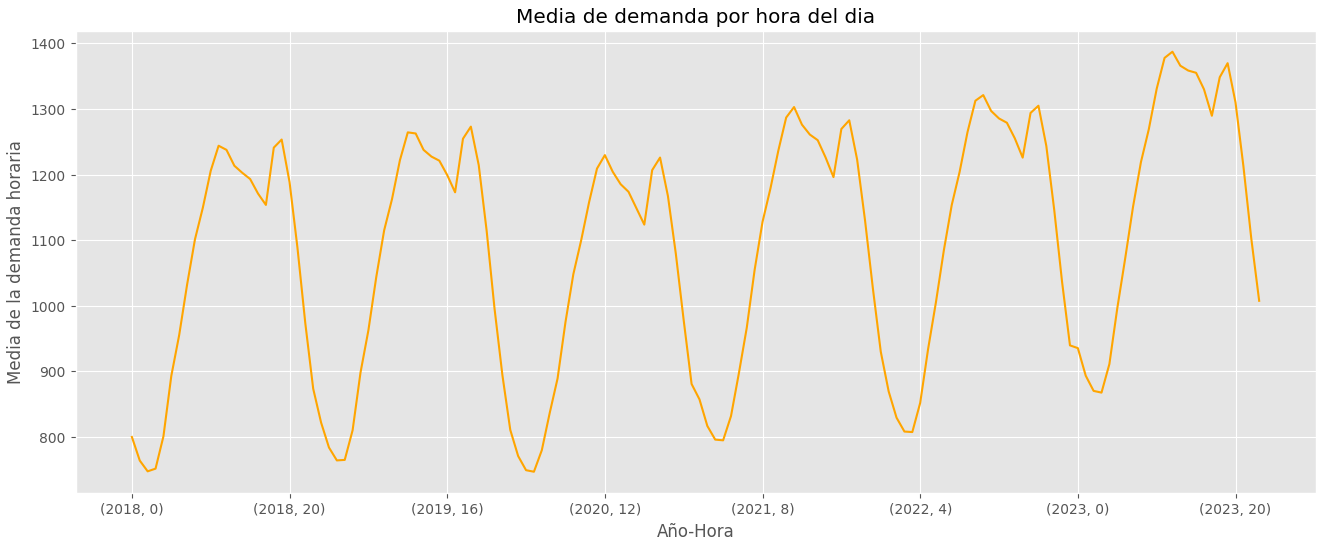 Media de demanda por hora del dia
Media de la demanda horaria
1400
1300
1200
1100
1000
900
800
(2018, 0) (2018, 20) (2019, 16) (2020, 12) (2021, 8) (2022, 4) (2023, 0) (2023, 20)
Año-Hora